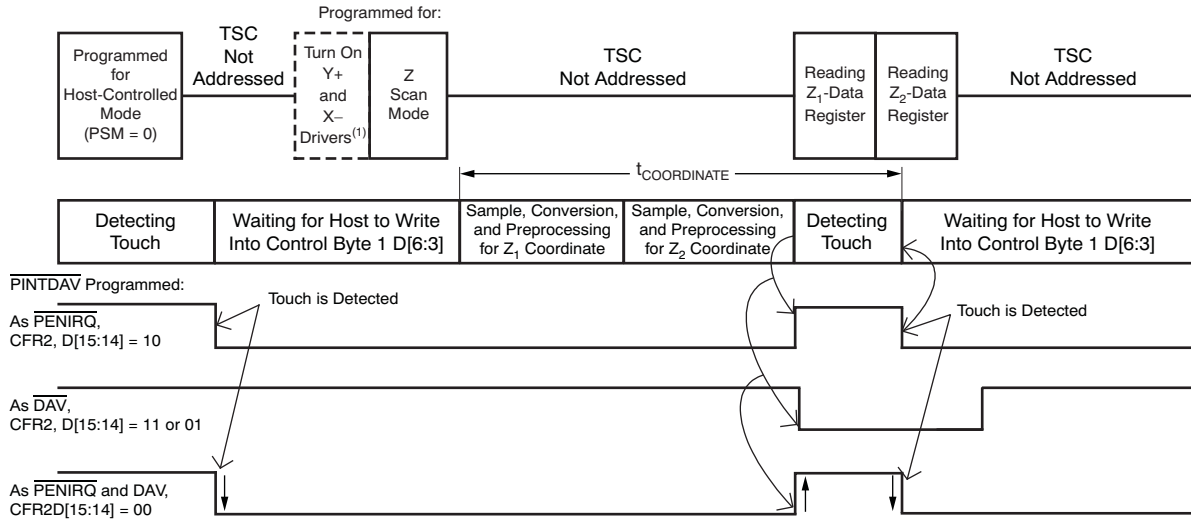 Programmed for:
Programmed
for
Host-Controlled
Mode
(PSM = 0)
TSC
Not
Addressed
Turn On
Y+
and
X–
Drivers(1)
Z
Scan
Mode
TSC
Not Addressed
Reading
Z1-Data
Register
Reading
Z2-Data
Register
TSC
Not Addressed
tCOORDINATE
Detecting
Touch
Waiting for Host to Write
Into Control Byte 1 D[6:3]
Sample, Conversion,
and Preprocessing
for Z1 Coordinate
Sample, Conversion,
and Preprocessing
for Z2 Coordinate
Detecting
Touch
Waiting for Host to Write
Into Control Byte 1 D[6:3]
PINTDAV Programmed:
Touch is Detected
Touch is Detected
As PENIRQ,
CFR2, D[15:14] = 10
As DAV,
CFR2, D[15:14] = 11 or 01
As PENIRQ and DAV,
CFR2D[15:14] = 00